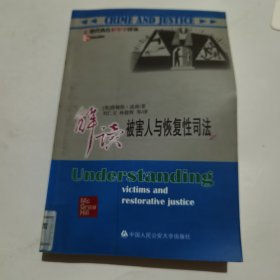 CRIME AND JUSTICE
解读 被害人与恢复性司法
Understanding
victims and
restorative justice
Mc
Graw
Hill
中国人民公安大学出版社